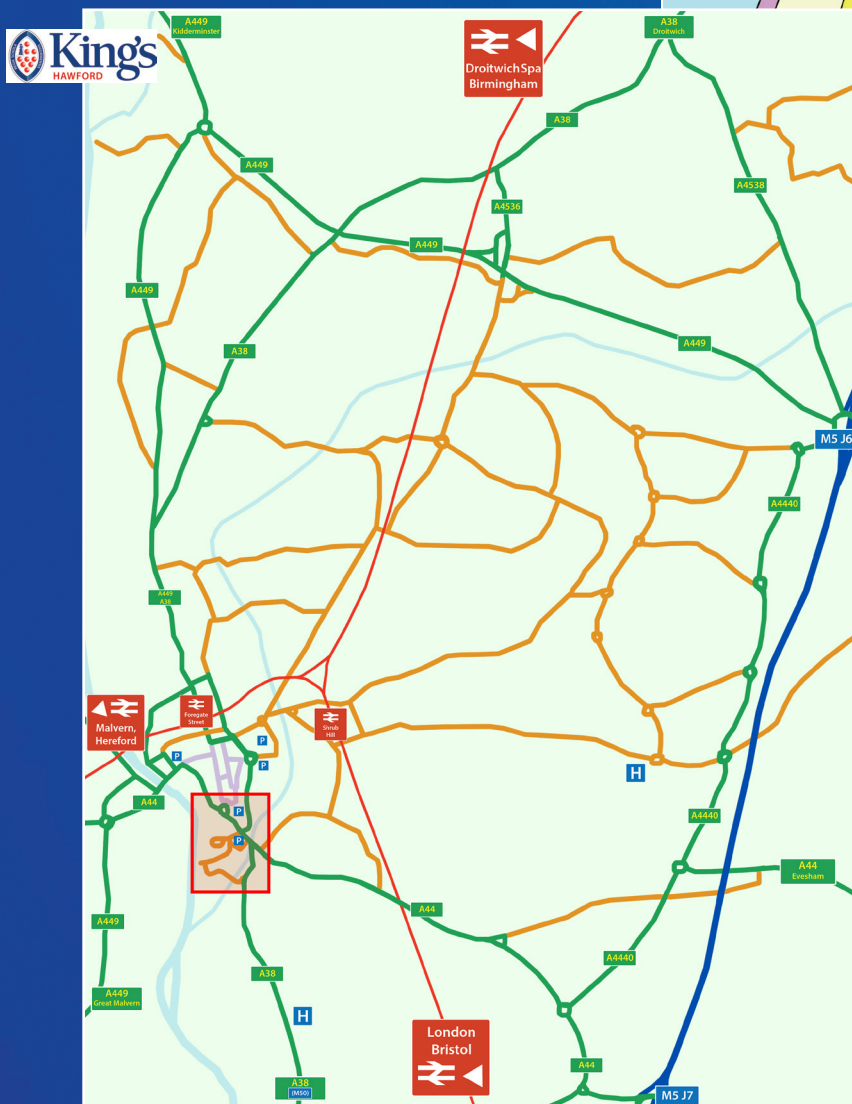 A449
Kidderminster
A38
Droitwich
King's
HAWFORD
Droitwich Spa
Birmingham
A38
A449
A4538
A4536
A449
A449
A449
A38
M5 J6
A4440
A449
A38
Foregate
Street
Malvern,
Hereford
Shrub
Hill
P
P
P
H
A44
P
A4440
P
A44
Evesham
A44
A449
A4440
A38
A449
Great Malvern
H
London
Bristol
A44
A38
(M50)
M5 J7